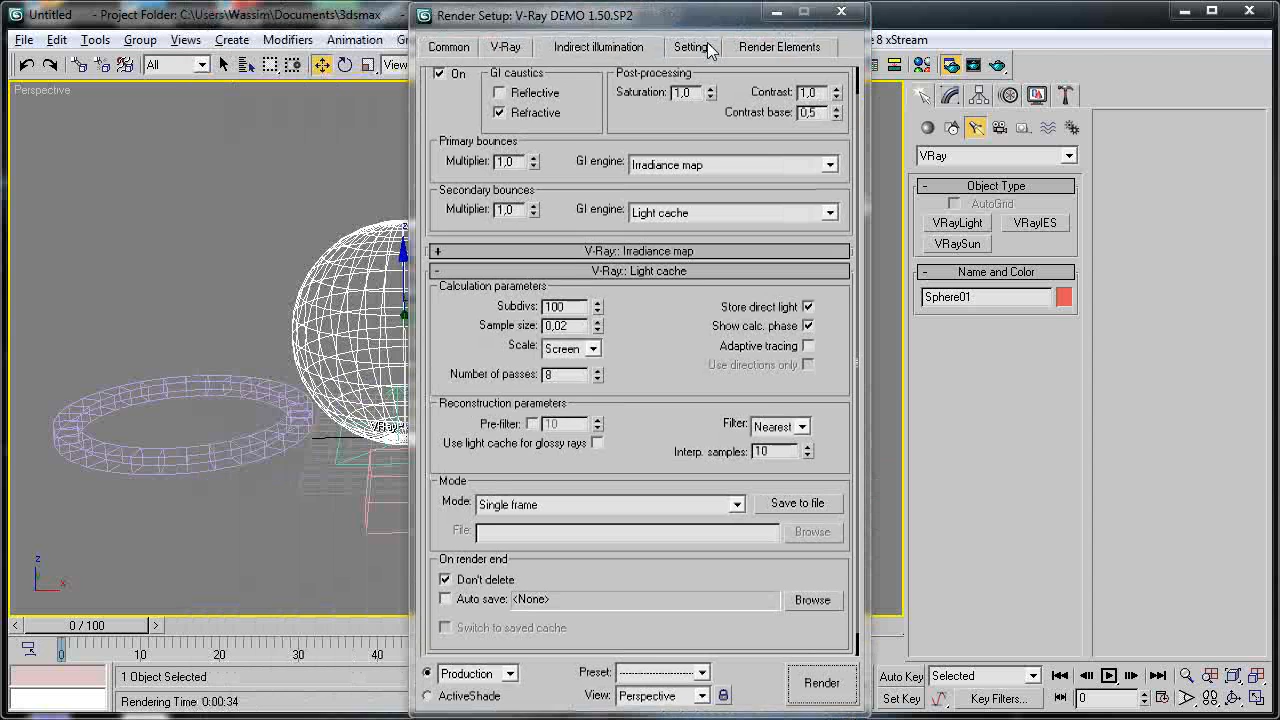 Untitled - Project Folder: C:\Users\Wassim\Documents\3dsmax
Render Setup: V-Ray DEMO 1.50.SP2
File Edit Tools Group Views Create Modifiers Animation
8 xStream
Common V-Ray Indirect illumination Setting Render Elements
All View
Perspective
On
GI caustics
Reflective
Refractive
Post-processing
Saturation: 1,0 Contrast: 1,0
Contrast base: 0,5
Primary bounces
Multiplier: 1,0 GI engine: Irradiance map
Secondary bounces
Multiplier: 1,0 GI engine: Light cache
+ V-Ray:: Irradiance map
- V-Ray:: Light cache
Calculation parameters
Subdivs: 100 Store direct light
Sample size: 0,02 Show calc. phase
Scale: Screen Adaptive tracing
Use directions only
Number of passes: 8
Reconstruction parameters
Pre-filter: 10 Filter: Nearest
Use light cache for glossy rays
Interp. samples: 10
Mode
Mode: Single frame Save to file
File: Browse
On render end
Don't delete
Auto save: <None> Browse
Switch to saved cache
Production Preset: -------------------
ActiveShade View: Perspective
Render
VRay
- Object Type
AutoGrid
VRayLight VRayIES
VRaySun
- Name and Color
Sphere01
z
z
y
x
< 0 / 100 >
0 10 20 30 40
1 Object Selected
Rendering Time 0:00:34
Auto Key Selected
Set Key Key Filters...
0